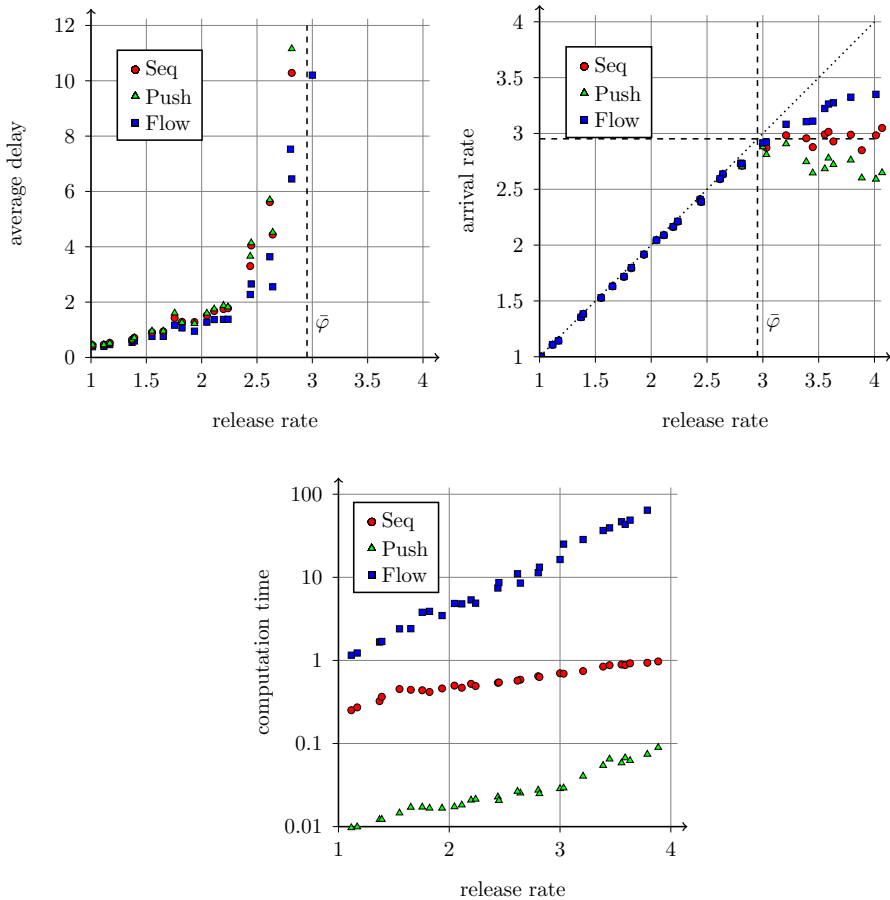 12
10
8
6
4
2
0
1
1.5
2
2.5
3
3.5
4
average delay
release rate
Seq
Push
Flow
φ̄
4
3.5
3
2.5
2
1.5
1
1
1.5
2
2.5
3
3.5
4
arrival rate
release rate
Seq
Push
Flow
φ̄
100
10
1
0.1
0.01
1
2
3
4
computation time
release rate
Seq
Push
Flow